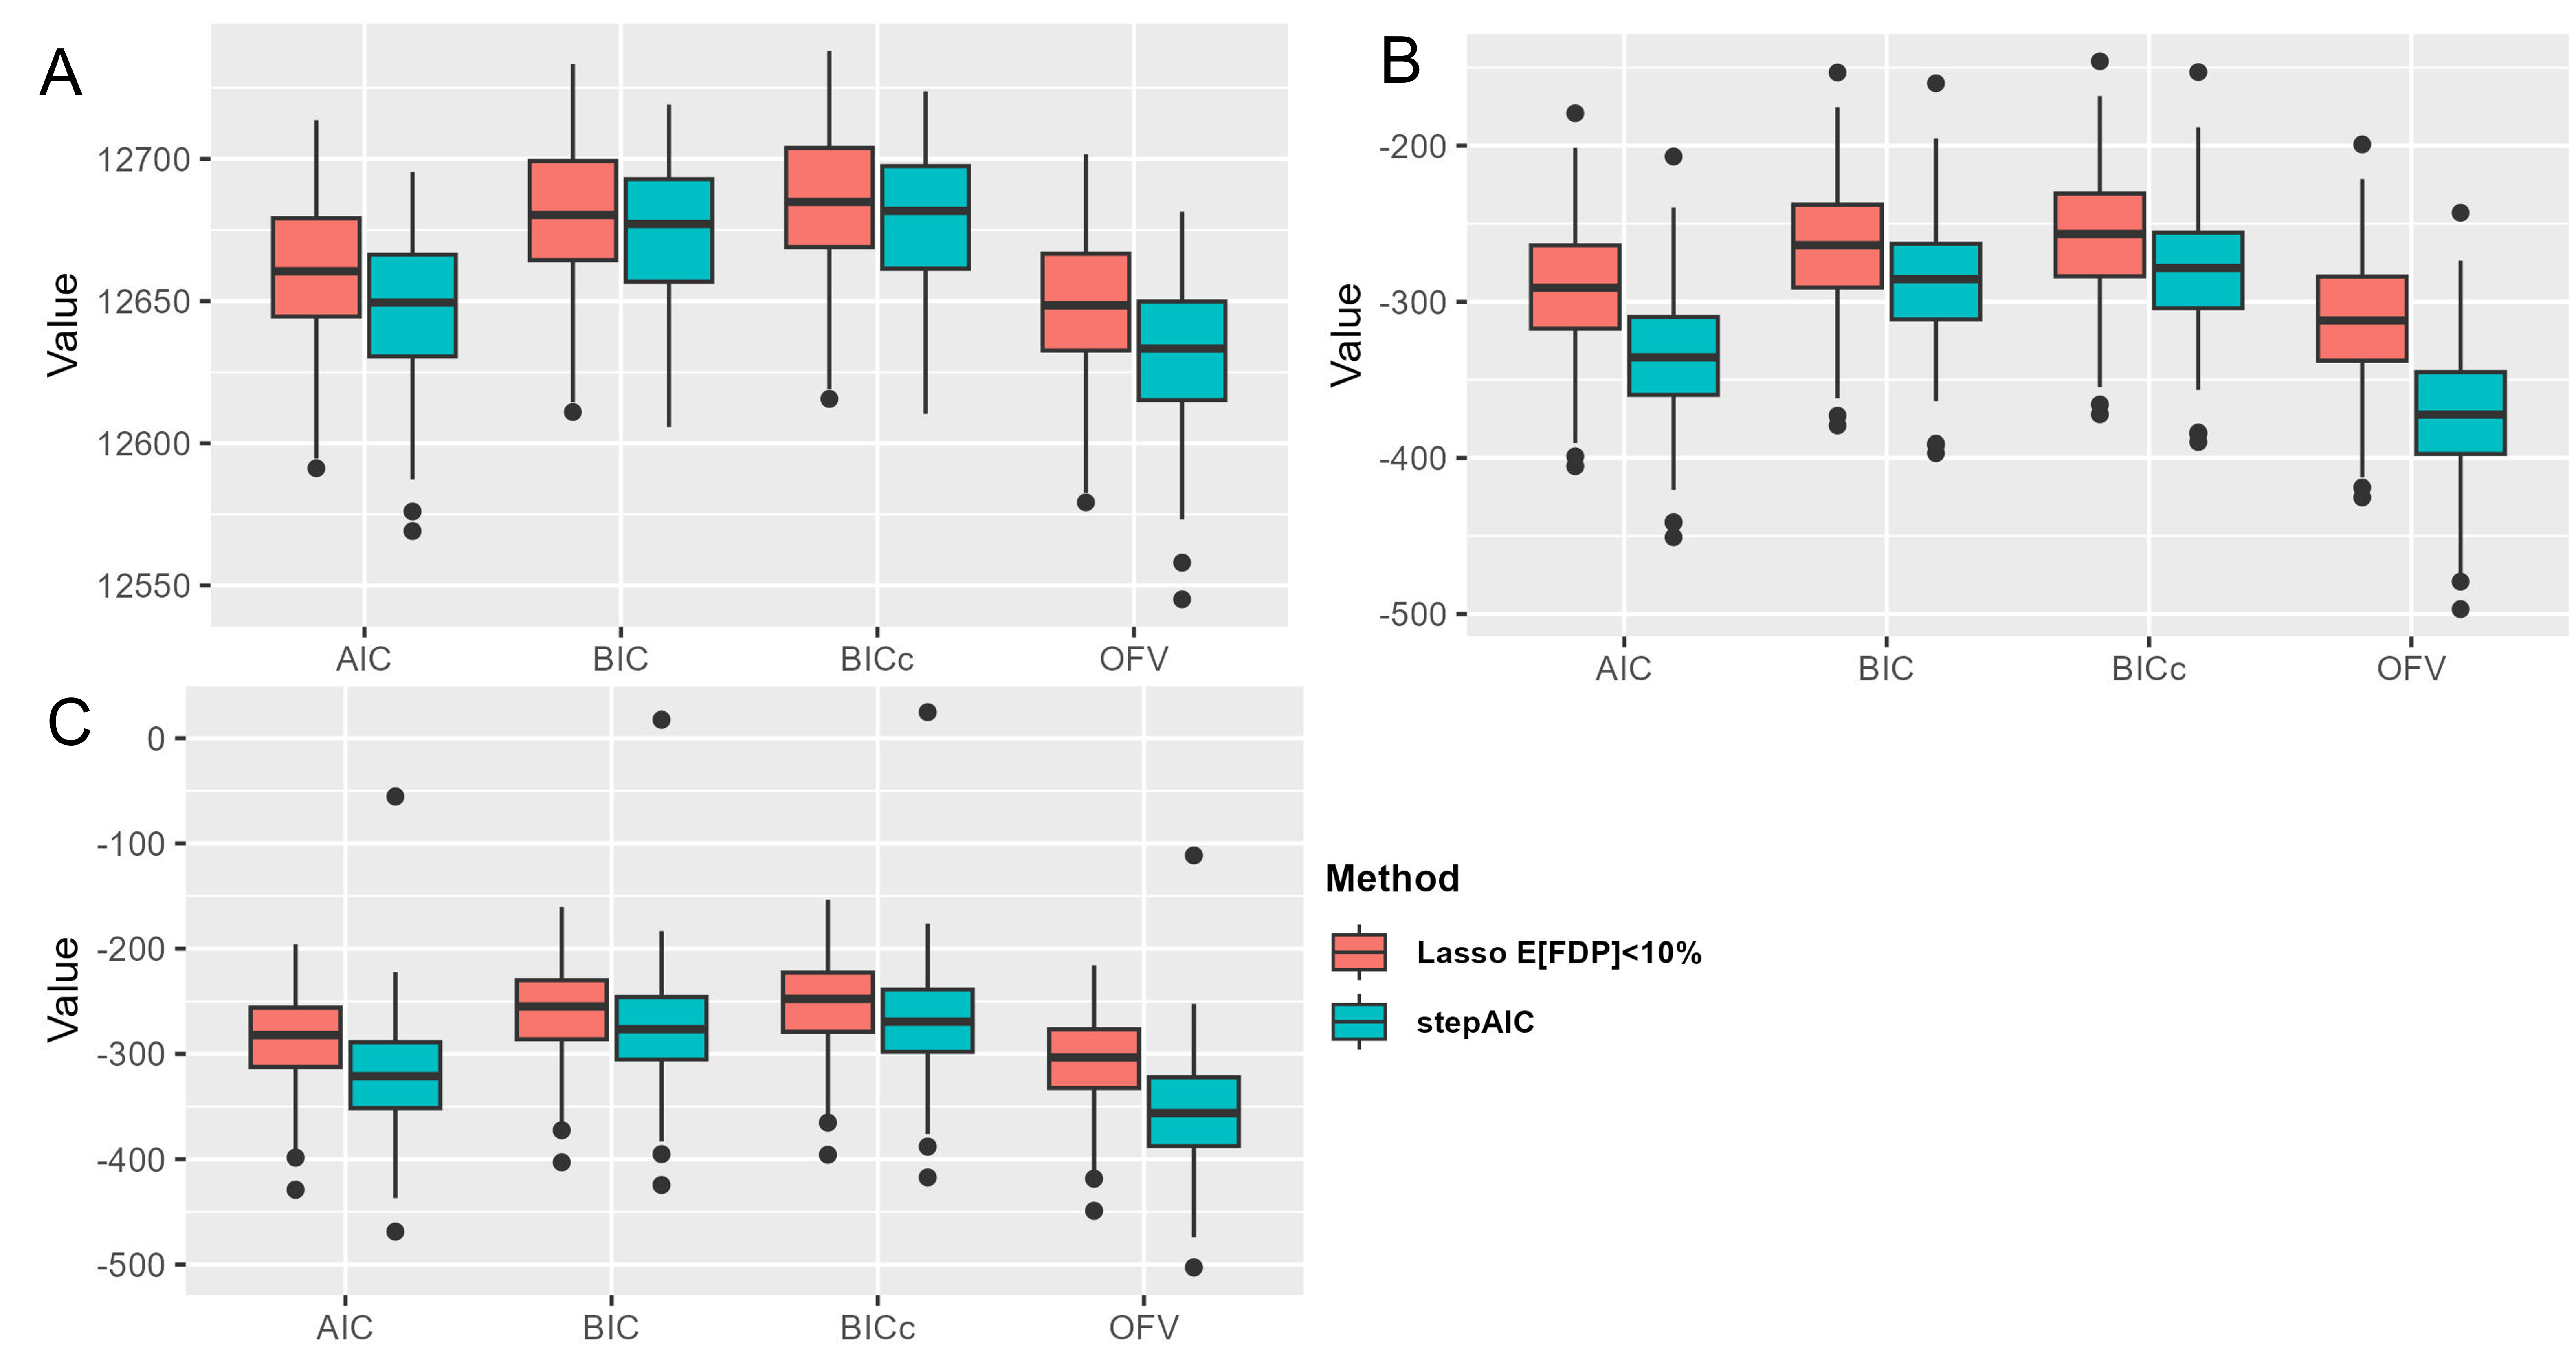 A
Value
12700
12650
12600
12550
AIC BIC BICc OFV
B
Value
-200
-300
-400
-500
AIC BIC BICc OFV
C
Value
0
-100
-200
-300
-400
-500
AIC BIC BICc OFV
Method
Lasso E[FDP]<10%
stepAIC